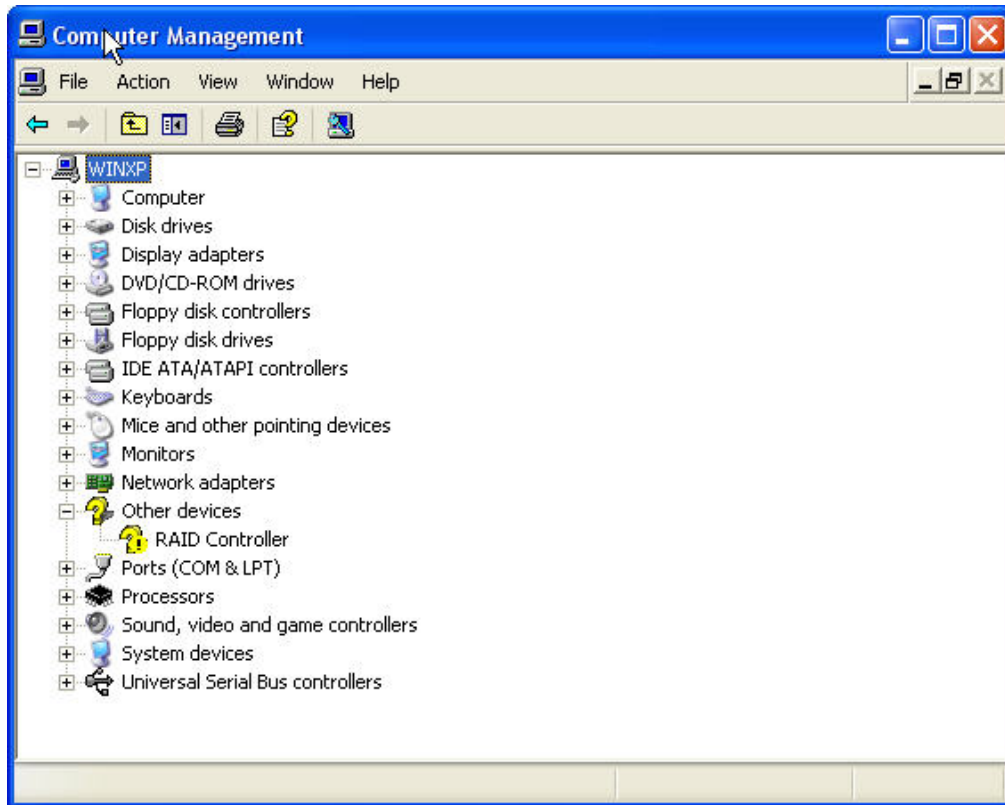 Computer Management
File Action View Window Help
WINXP
Computer
Disk drives
Display adapters
DVD/CD-ROM drives
Floppy disk controllers
Floppy disk drives
IDE ATA/ATAPI controllers
Keyboards
Mice and other pointing devices
Monitors
Network adapters
Other devices
RAID Controller
Ports (COM & LPT)
Processors
Sound, video and game controllers
System devices
Universal Serial Bus controllers